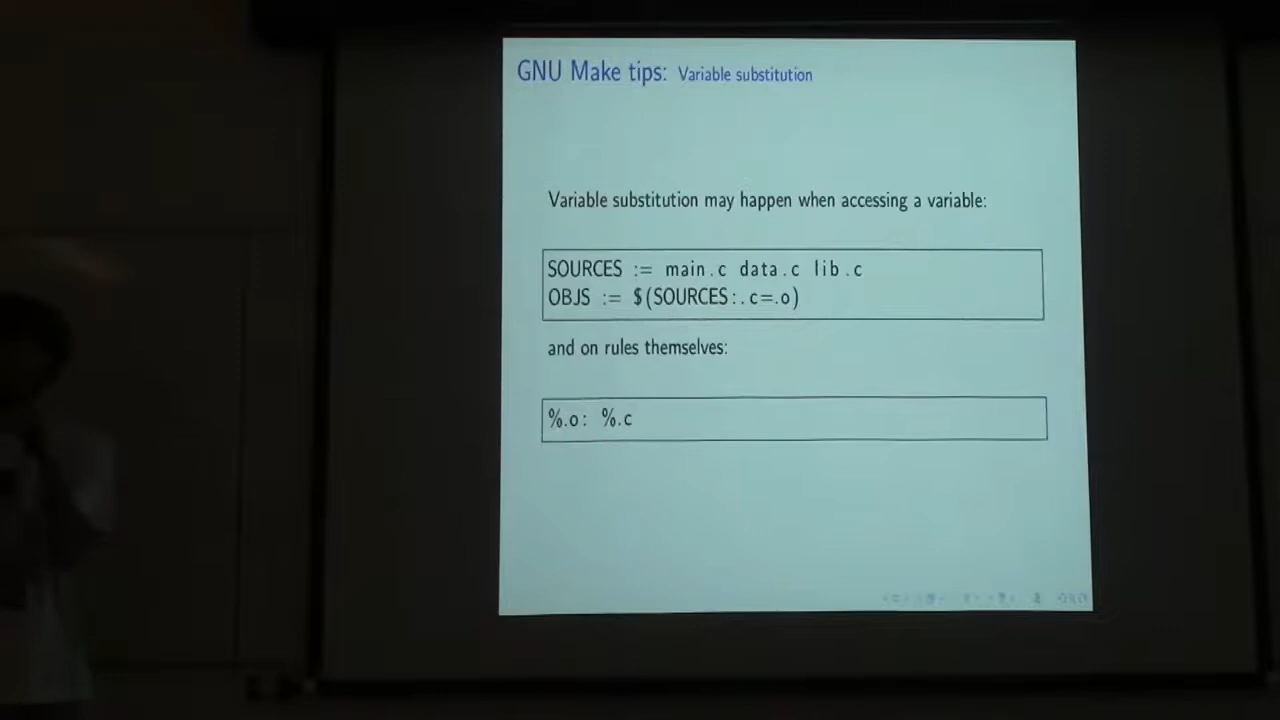 GNU Make tips: Variable substitution
Variable substitution may happen when accessing a variable:
SOURCES := main.c data.c lib.c
OBJS := $(SOURCES:.c=.o)
and on rules themselves:
%.o: %.c